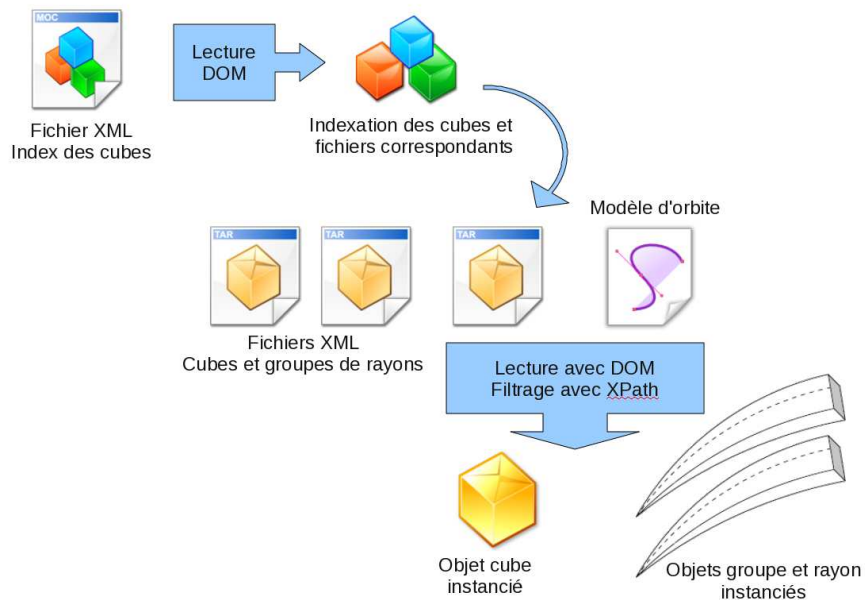 MOC
Lecture
DOM
Fichier XML
Index des cubes
Indexation des cubes et
fichiers correspondants
Modèle d'orbite
TAR
TAR
TAR
Fichiers XML
Cubes et groupes de rayons
Lecture avec DOM
Filtrage avec XPath
Objet cube
instancié
Objets groupe et rayon
instanciés